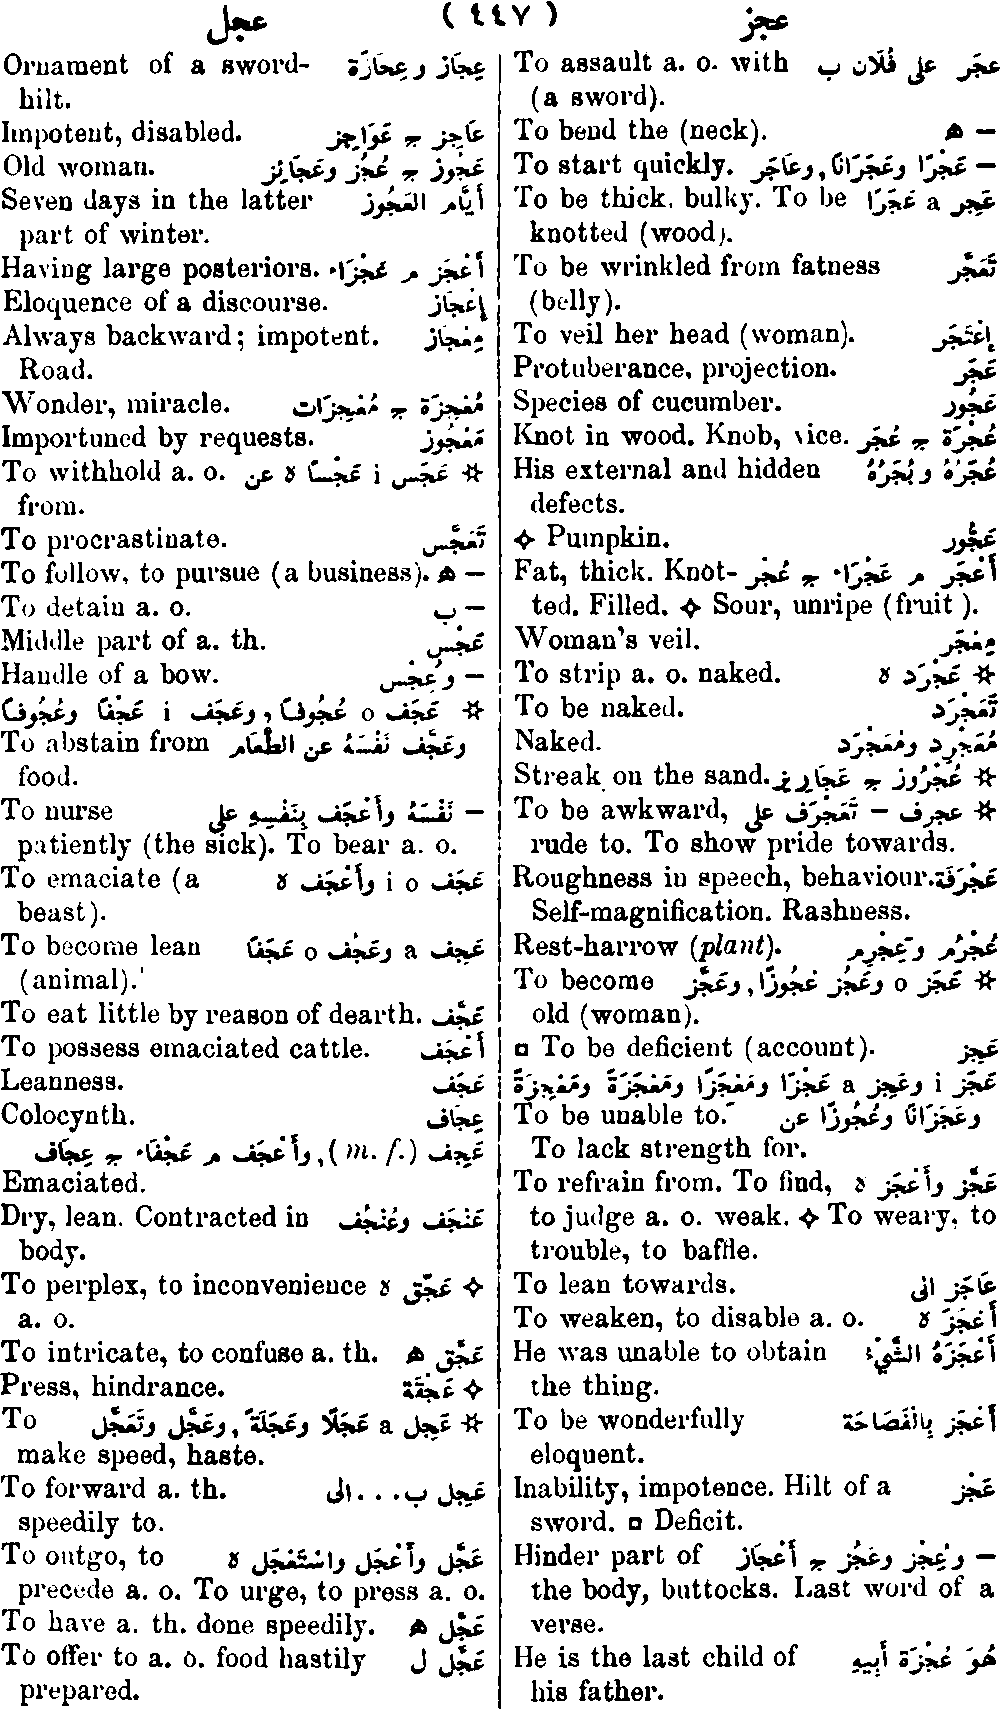 عجل (٤٤٧) عجز
To assault a. o. with عَجَر على فُلَان ب
(a sword).
To bend the (neck). — ه
To start quickly. — عَجْرًا وعَجَرَانًا, وعَاجَر
To be thick, bulky. To be عَجِر a عَجَرًا
knotted (wood).
To be wrinkled from fatness تَعَجَّر
(belly).
To veil her head (woman). إِعْتَجَر
Protuberance, projection. عَجَر
Species of cucumber. عَجُّور
Knot in wood. Knob, vice. عُجْرَة ج عُجَر
His external and hidden عُجَرُهُ وبُجَرُهُ
defects.
❖ Pumpkin. عَجُّور
Fat, thick. Knot- أَعْجَر م عَجْرَاء ج عُجْر
ted. Filled. ❖ Sour, unripe (fruit).
Woman's veil. مِعْجَر
To strip a. o. naked. ✡ عَجْرَد ه
To be naked. تَعَجْرَد
Naked. مُعَجْرِد ومُعَجْرَد
Streak on the sand. ✡ عُجْرُوز ج عَجَارِيز
To be awkward, ✡ عجرف — تَعَجْرَف على
rude to. To show pride towards.
Roughness in speech, behaviour. عَجْرَفَة
Self-magnification. Rashness.
Rest-harrow (plant). عُجْرُم وعِجْرِم
To become ✡ عَجَز o وعَجُز عُجُوزًا, وعَجَّز
old (woman).
▫ To be deficient (account). عَجِز
عَجَز i وعَجِز a عَجْزًا ومَعْجَزًا ومَعْجَزَةً ومَعْجِزَةً
To be unable to. وعَجَزَانًا وعُجُوزًا عن
To lack strength for.
To refrain from. To find, عَجَّز وأَعْجَز ه
to judge a. o. weak. ❖ To weary, to
trouble, to baffle.
To lean towards. عَاجَز الى
To weaken, to disable a. o. أَعْجَزَ ه
He was unable to obtain أَعْجَزَهُ الشَّيْء
the thing.
To be wonderfully أَعْجَز بِالْفَصَاحَة
eloquent.
Inability, impotence. Hilt of a عَجْز
sword. ▫ Deficit.
Hinder part of — وعِجْز وعَجُز ج أَعْجَاز
the body, buttocks. Last word of a
verse.
He is the last child of هُوَ عُجْزَة أَبِيهِ
his father.
Ornament of a sword- عِجَاز وعِجَازَة
hilt.
Impotent, disabled. عَاجِز ج عَوَاجِز
Old woman. عَجُوز ج عُجُز وعَجَائِز
Seven days in the latter أَيَّام العَجُوز
part of winter.
Having large posteriors. أَعْجَز م عَجْزَاء
Eloquence of a discourse. إِعْجَاز
Always backward; impotent. مِعْجَاز
Road.
Wonder, miracle. مُعْجِزَة ج مُعْجِزَات
Importuned by requests. مَعْجُوز
To withhold a. o. ✡ عَجَس i عَجْسًا ه عن
from.
To procrastinate. تَعَجَّس
To follow, to pursue (a business). — ه
To detain a. o. — ب
Middle part of a. th. عَجْس
Handle of a bow. — وعِجْس
✡ عَجَف o عُجُوفًا, وعَجَف i عَجْفًا وعُجُوفًا
To abstain from وعَجَّف نَفْسَهُ عن الطَّعَام
food.
To nurse — نَفْسَهُ وأَعْجَف بِنَفْسِهِ على
patiently (the sick). To bear a. o.
To emaciate (a عَجَف i o وأَعْجَف ه
beast).
To become lean عَجِف a وعَجُف o عَجَفًا
(animal).
To eat little by reason of dearth. عَجَّف
To possess emaciated cattle. أَعْجَف
Leanness. عَجَف
Colocynth. عِجَاف
عَجِف (m. f.), وأَعْجَف م عَجْفَاء ج عِجَاف
Emaciated.
Dry, lean. Contracted in عَنْجَف وعُنْجُف
body.
To perplex, to inconvenience ❖ عَجَّق ه
a. o.
To intricate, to confuse a. th. عَجَّق ه
Press, hindrance. ❖ عَجْقَة
To ✡ عَجِل a عَجَلًا وعَجَلَةً, وعَجَّل وتَعَجَّل
make speed, haste.
To forward a. th. عَجِل ب... الى
speedily to.
To outgo, to عَجَّل وأَعْجَل واسْتَعْجَل ه
precede a. o. To urge, to press a. o.
To have a. th. done speedily. عَجَّل ه
To offer to a. o. food hastily عَجَّل ل
prepared.